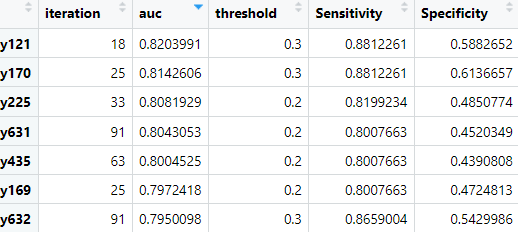 iteration auc threshold Sensitivity Specificity
y121 18 0.8203991 0.3 0.8812261 0.5882652
y170 25 0.8142606 0.3 0.8812261 0.6136657
y225 33 0.8081929 0.2 0.8199234 0.4850774
y631 91 0.8043053 0.2 0.8007663 0.4520349
y435 63 0.8004525 0.2 0.8007663 0.4390808
y169 25 0.7972418 0.2 0.8007663 0.4724813
y632 91 0.7950098 0.3 0.8659004 0.5429986